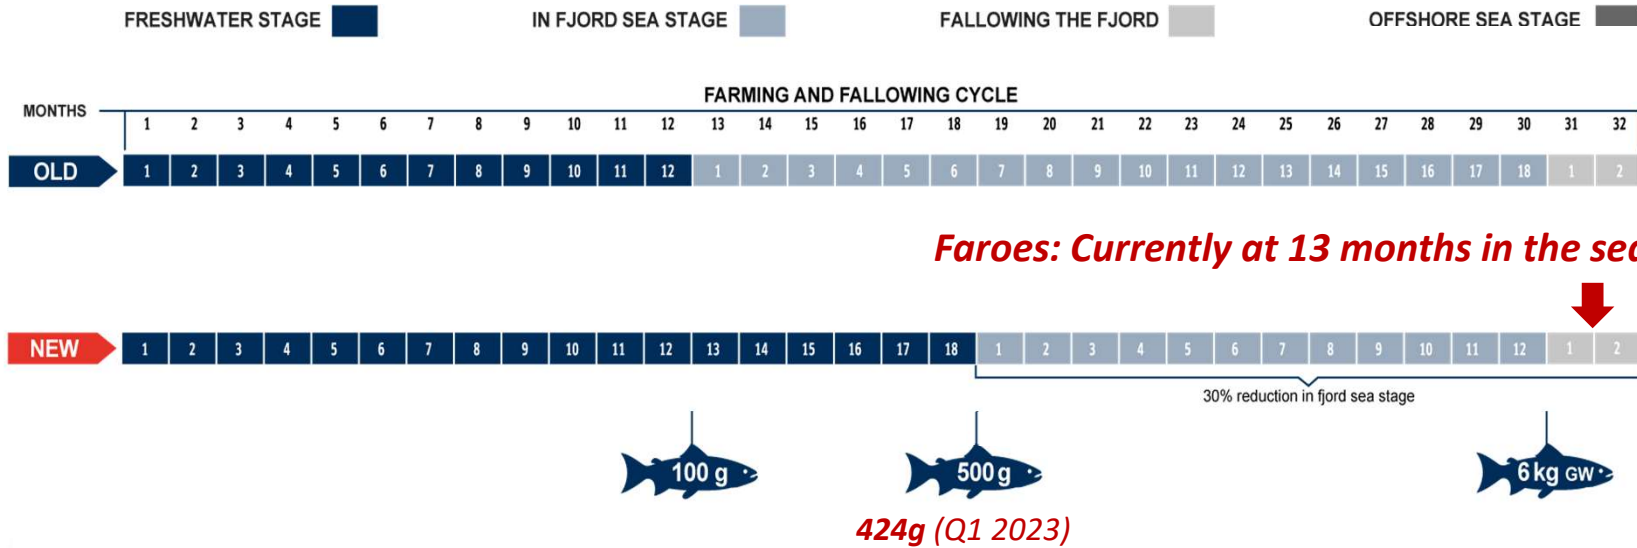 FRESHWATER STAGE IN FJORD SEA STAGE FALLOWING THE FJORD OFFSHORE SEA STAGE
FARMING AND FALLOWING CYCLE
MONTHS
1 2 3 4 5 6 7 8 9 10 11 12 13 14 15 16 17 18 19 20 21 22 23 24 25 26 27 28 29 30 31 32
OLD 1 2 3 4 5 6 7 8 9 10 11 12 1 2 3 4 5 6 7 8 9 10 11 12 13 14 15 16 17 18 1 2
Faroes: Currently at 13 months in the sea
NEW 1 2 3 4 5 6 7 8 9 10 11 12 13 14 15 16 17 18 1 2 3 4 5 6 7 8 9 10 11 12 1 2
30% reduction in fjord sea stage
100 g 500 g 6 kg GW
424g (Q1 2023)